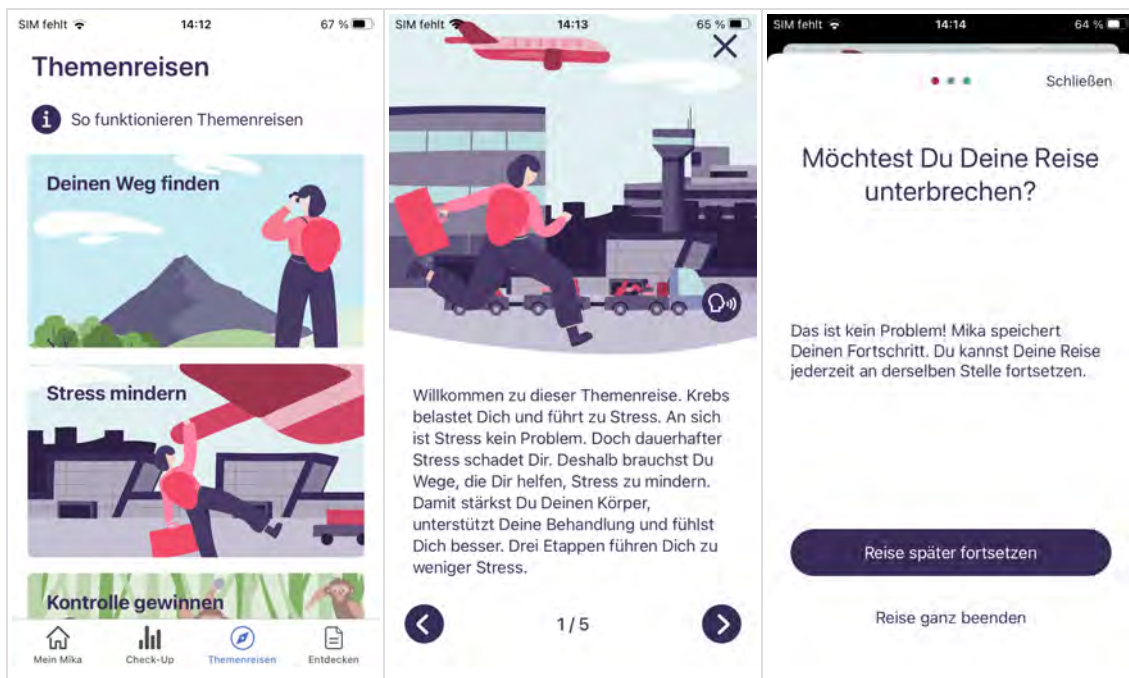 SIM fehlt 14:12 67 %
Themenreisen
i So funktionieren Themenreisen
Deinen Weg finden
Stress mindern
Kontrolle gewinnen
Mein Mika Check-Up Themenreisen Entdecken
SIM fehlt 14:13 65 %
Willkommen zu dieser Themenreise. Krebs
belastet Dich und führt zu Stress. An sich
ist Stress kein Problem. Doch dauerhafter
Stress schadet Dir. Deshalb brauchst Du
Wege, die Dir helfen, Stress zu mindern.
Damit stärkst Du Deinen Körper,
unterstützt Deine Behandlung und fühlst
Dich besser. Drei Etappen führen Dich zu
weniger Stress.
1 / 5
SIM fehlt 14:14 64 %
Schließen
Möchtest Du Deine Reise
unterbrechen?
Das ist kein Problem! Mika speichert
Deinen Fortschritt. Du kannst Deine Reise
jederzeit an derselben Stelle fortsetzen.
Reise später fortsetzen
Reise ganz beenden